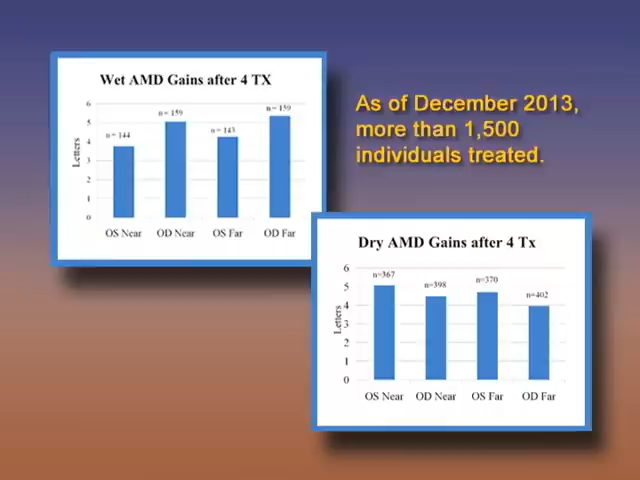 Wet AMD Gains after 4 TX
6
5
4
3
2
1
0
Letters
n= 144
n= 159
n= 143
n= 159
OS Near
OD Near
OS Far
OD Far
As of December 2013,
more than 1,500
individuals treated.
Dry AMD Gains after 4 Tx
6
5
4
3
2
1
0
Letters
n=367
n=398
n=370
n=402
OS Near
OD Near
OS Far
OD Far